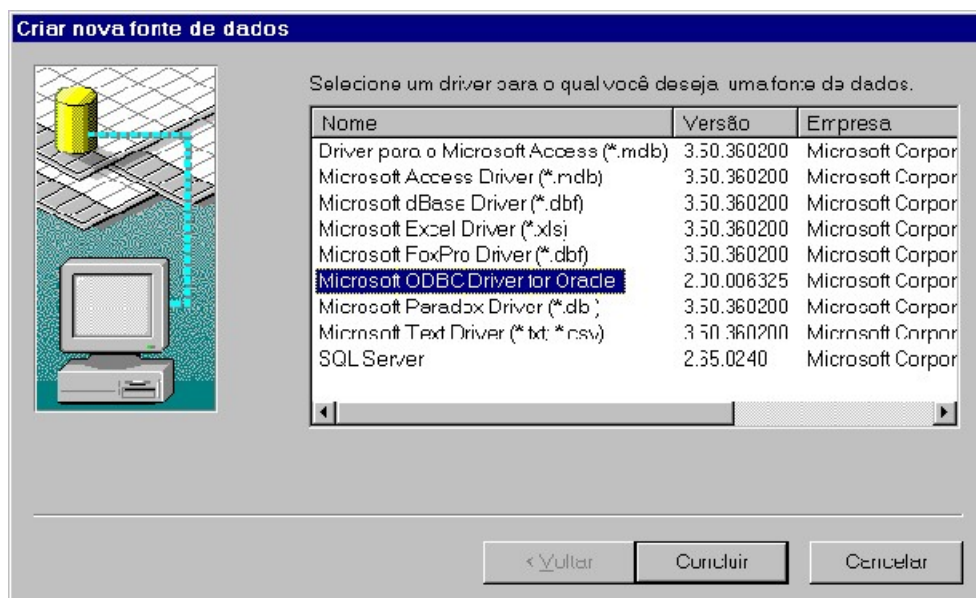 Criar nova fonte de dados
Selecione um driver para o qual você deseja uma fonte de dados.
Nome Versão Empresa
Driver para o Microsoft Access (*.mdb) 3.50.360200 Microsoft Corpor
Microsoft Access Driver (*.mdb) 3.50.360200 Microsoft Corpor
Microsoft dBase Driver (*.dbf) 3.50.360200 Microsoft Corpor
Microsoft Excel Driver (*.xls) 3.50.360200 Microsoft Corpor
Microsoft FoxPro Driver (*.dbf) 3.50.360200 Microsoft Corpor
Microsoft ODBC Driver for Oracle 2.00.006325 Microsoft Corpor
Microsoft Paradox Driver (*.db ) 3.50.360200 Microsoft Corpor
Microsoft Text Driver (*.txt; *.csv) 3.50.360200 Microsoft Corpor
SQL Server 2.65.0240 Microsoft Corpor
< Voltar Concluir Cancelar